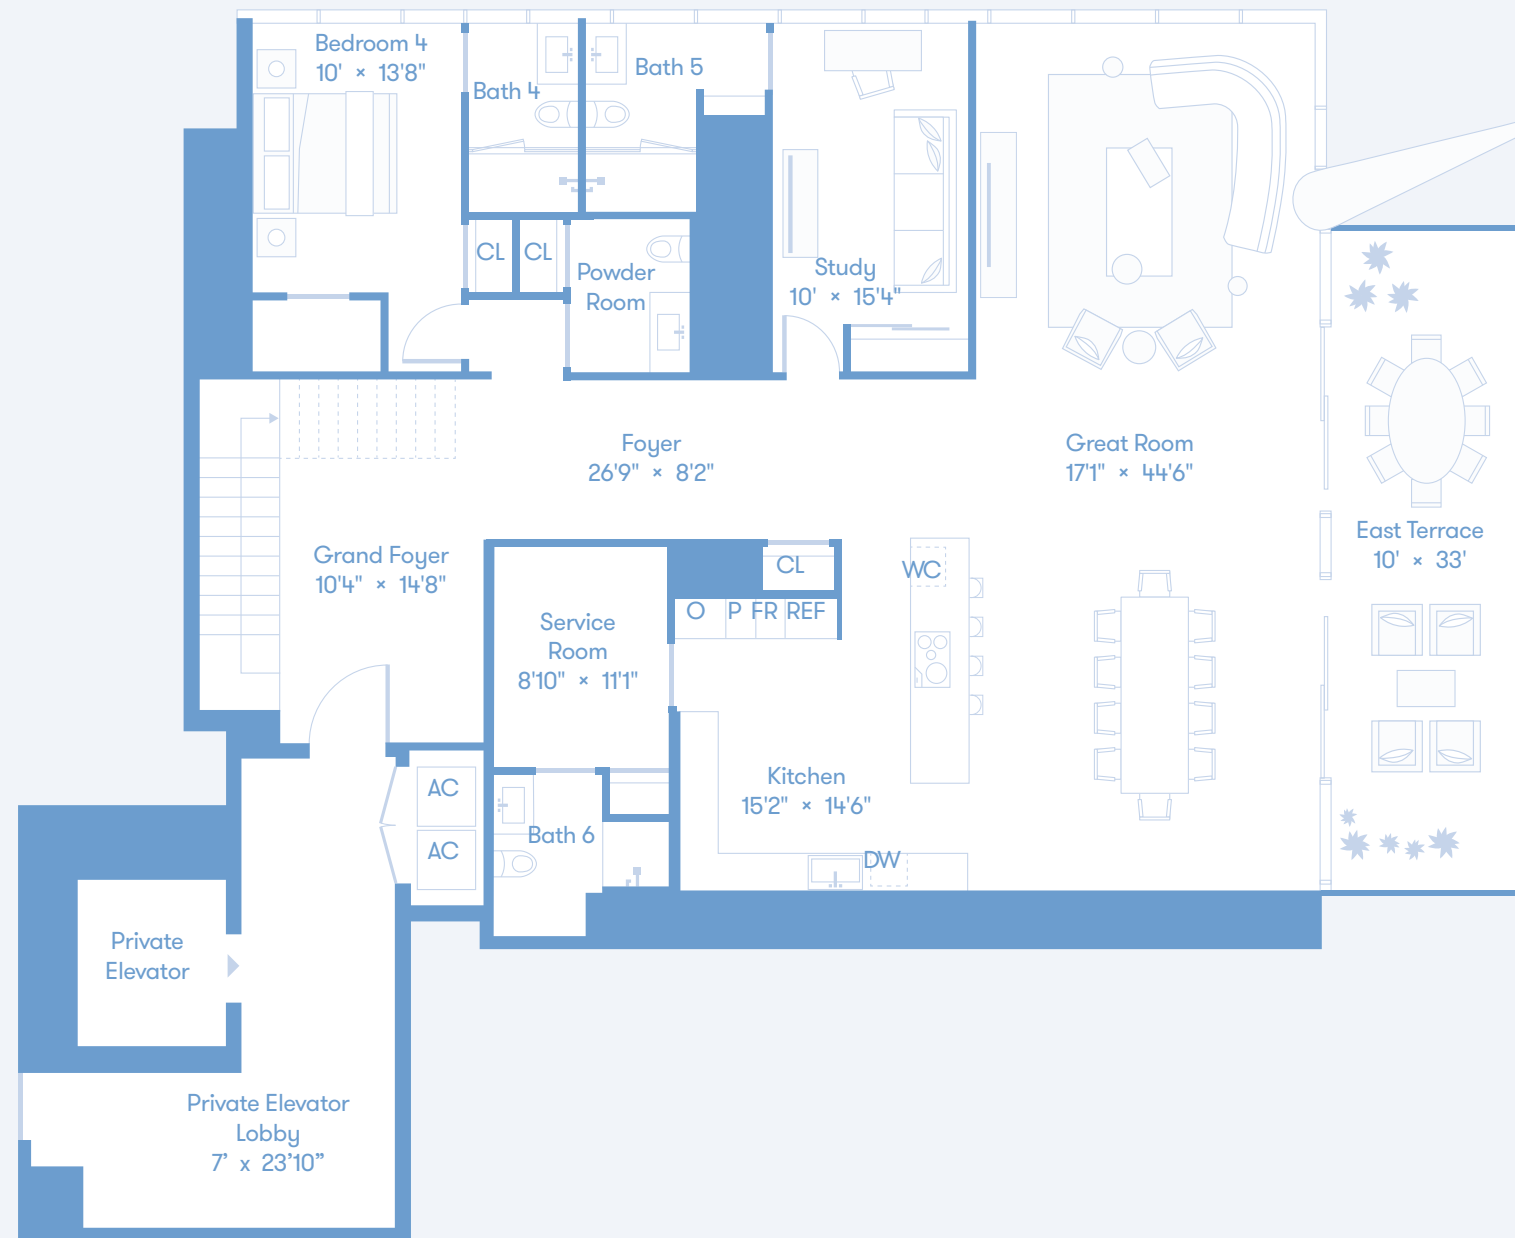 Bedroom 4
10' × 13'8"
Bath 4
Bath 5
CL
CL
Powder
Room
Study
10' × 15'4"
Foyer
26'9" × 8'2"
Great Room
17'1" × 44'6"
East Terrace
10' × 33'
Grand Foyer
10'4" × 14'8"
CL
WC
O
P
FR
REF
Service
Room
8'10" × 11'1"
Kitchen
15'2" × 14'6"
AC
AC
Bath 6
DW
Private
Elevator
Private Elevator
Lobby
7’ x 23’10”